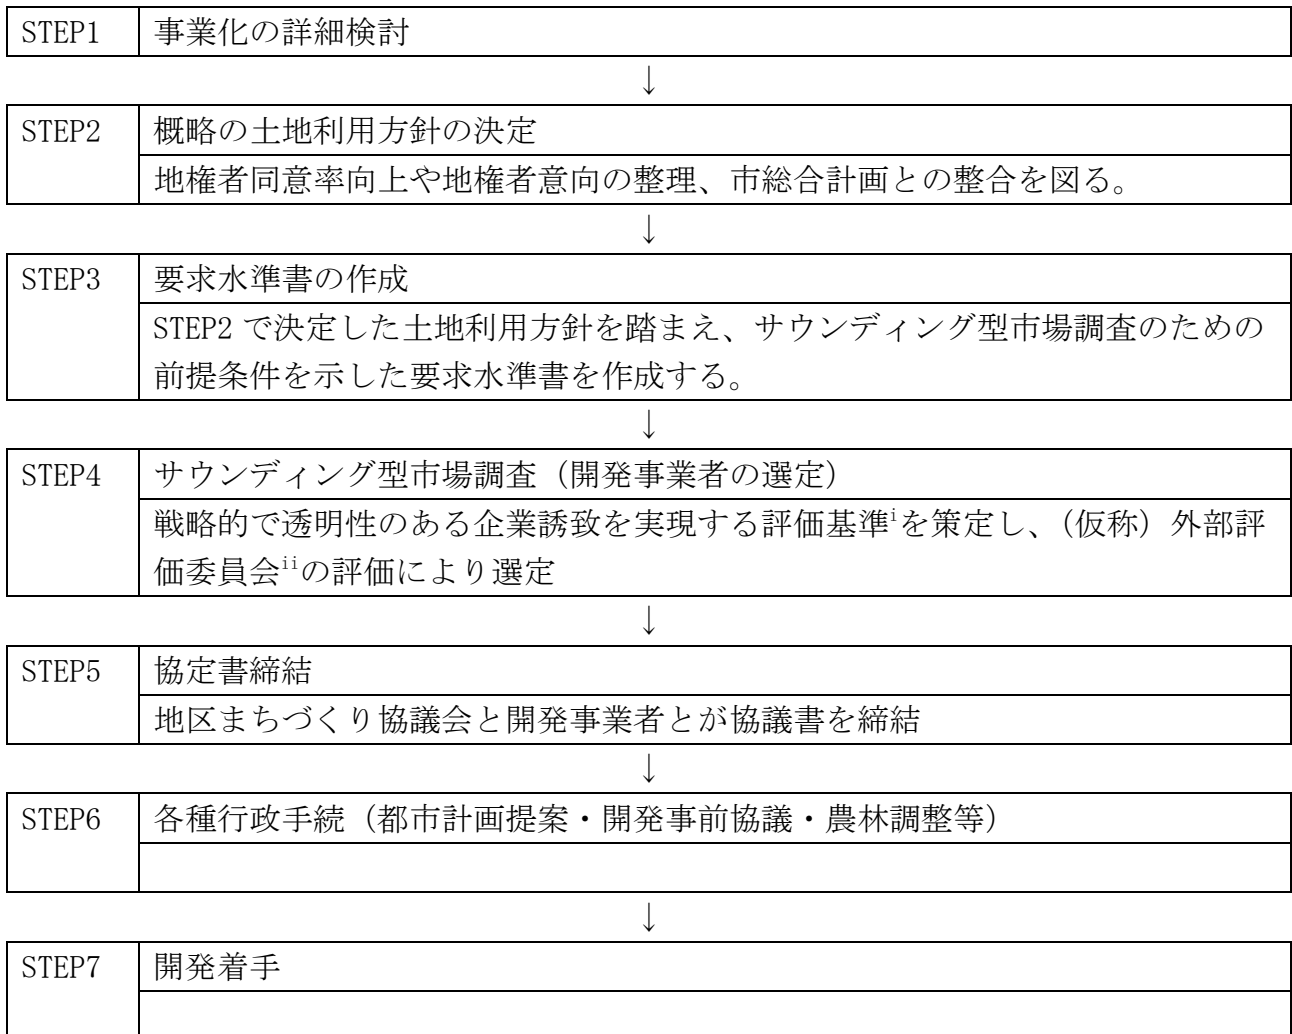 STEP1 事業化の詳細検討
↓
STEP2 概略の土地利用方針の決定
地権者同意率向上や地権者意向の整理、市総合計画との整合を図る。
↓
STEP3 要求水準書の作成
STEP2 で決定した土地利用方針を踏まえ、サウンディング型市場調査のための
前提条件を示した要求水準書を作成する。
↓
STEP4 サウンディング型市場調査（開発事業者の選定）
戦略的で透明性のある企業誘致を実現する評価基準ⁱを策定し、（仮称）外部評
価委員会ⁱⁱの評価により選定
↓
STEP5 協定書締結
地区まちづくり協議会と開発事業者とが協議書を締結
↓
STEP6 各種行政手続（都市計画提案・開発事前協議・農林調整等）
↓
STEP7 開発着手